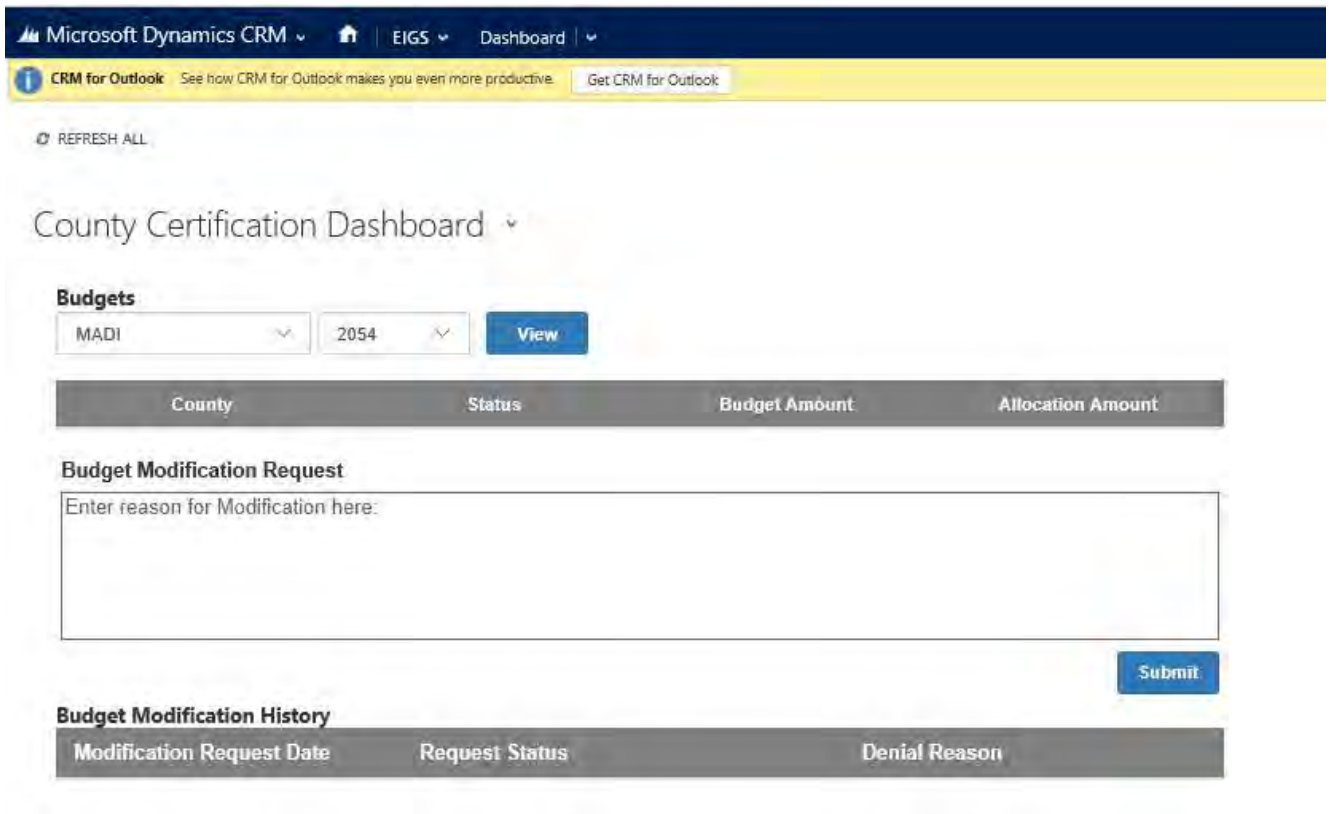 Microsoft Dynamics CRM EIGS Dashboard
CRM for Outlook See how CRM for Outlook makes you even more productive. Get CRM for Outlook
REFRESH ALL
County Certification Dashboard
Budgets
MADI 2054 View
County Status Budget Amount Allocation Amount
Budget Modification Request
Enter reason for Modification here:
Submit
Budget Modification History
Modification Request Date Request Status Denial Reason